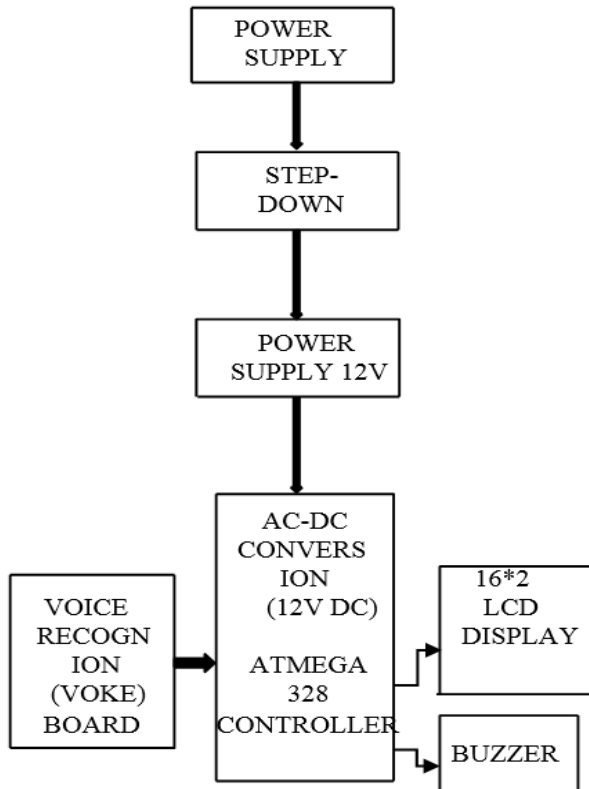 POWER
SUPPLY
STEP-
DOWN
POWER
SUPPLY 12V
AC-DC
CONVERS
ION
(12V DC)
ATMEGA
328
CONTROLLER
VOICE
RECOGN
ION
(VOKE)
BOARD
16*2
LCD
DISPLAY
BUZZER